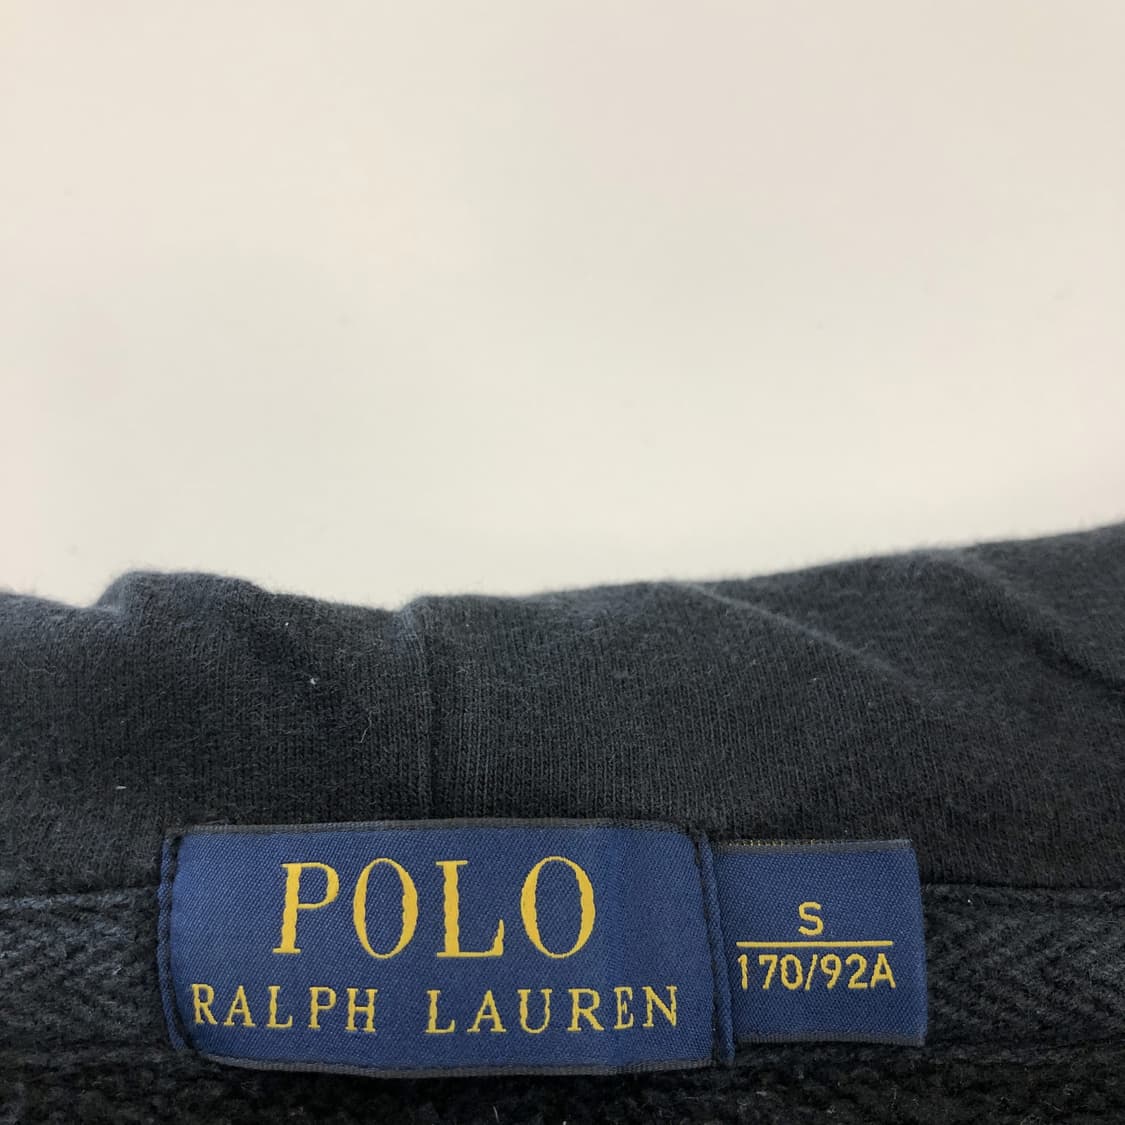 POLO
RALPH LAUREN
S
170/92A